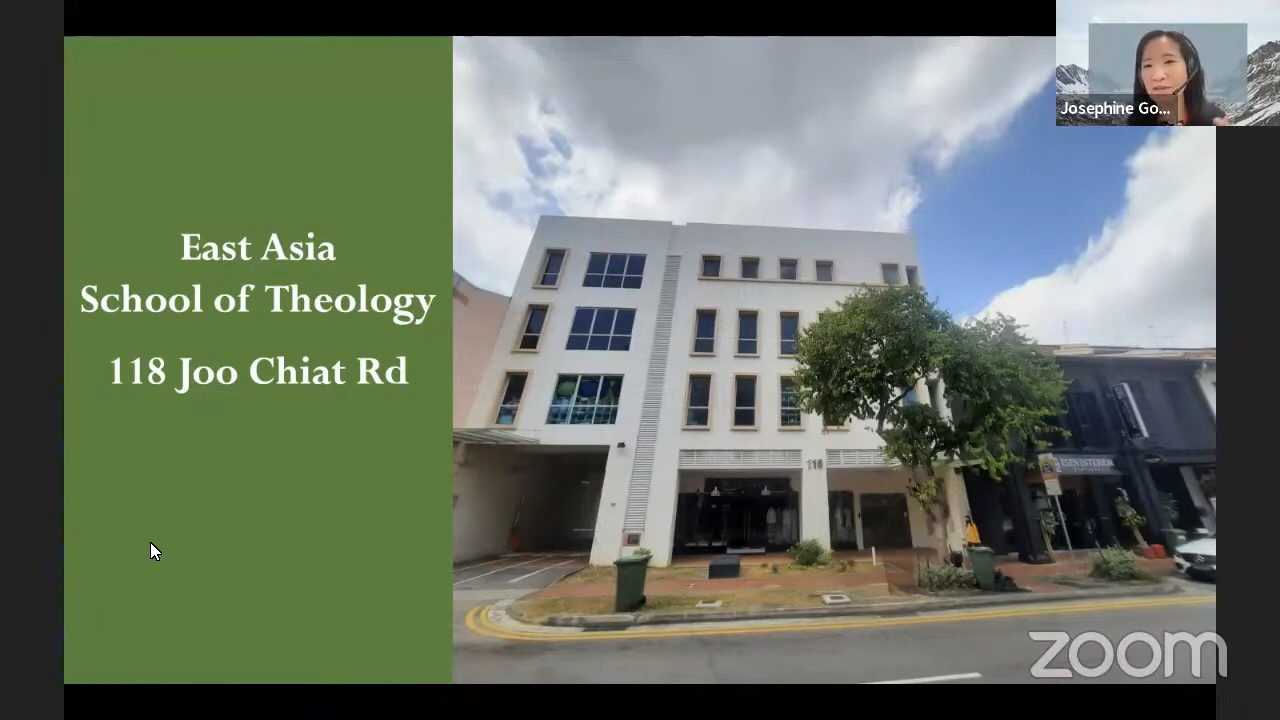 East Asia
School of Theology
118 Joo Chiat Rd
Josephine Go...
118
zoom